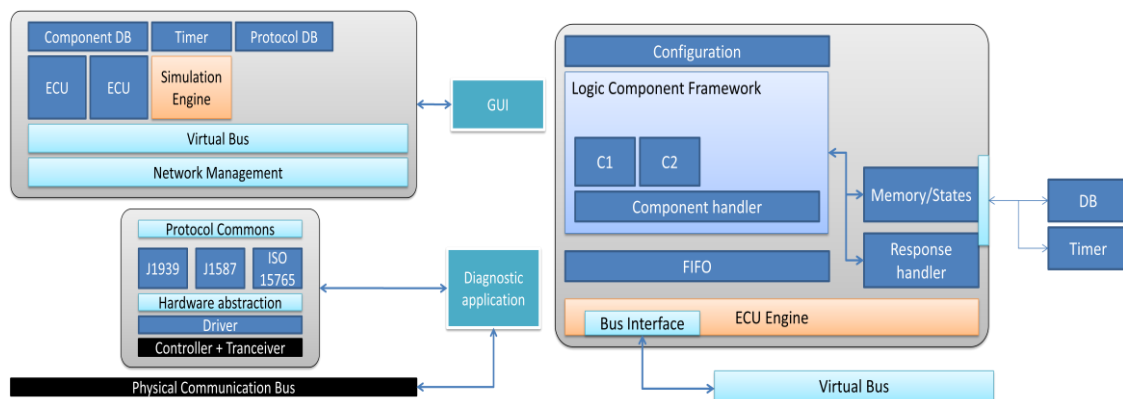 Component DB
Timer
Protocol DB
ECU
ECU
Simulation
Engine
Virtual Bus
Network Management
GUI
Protocol Commons
J1939
J1587
ISO
15765
Hardware abstraction
Driver
Controller + Tranceiver
Diagnostic
application
Physical Communication Bus
Configuration
Logic Component Framework
C1
C2
Component handler
Memory/States
FIFO
Response
handler
DB
Timer
Bus Interface
ECU Engine
Virtual Bus